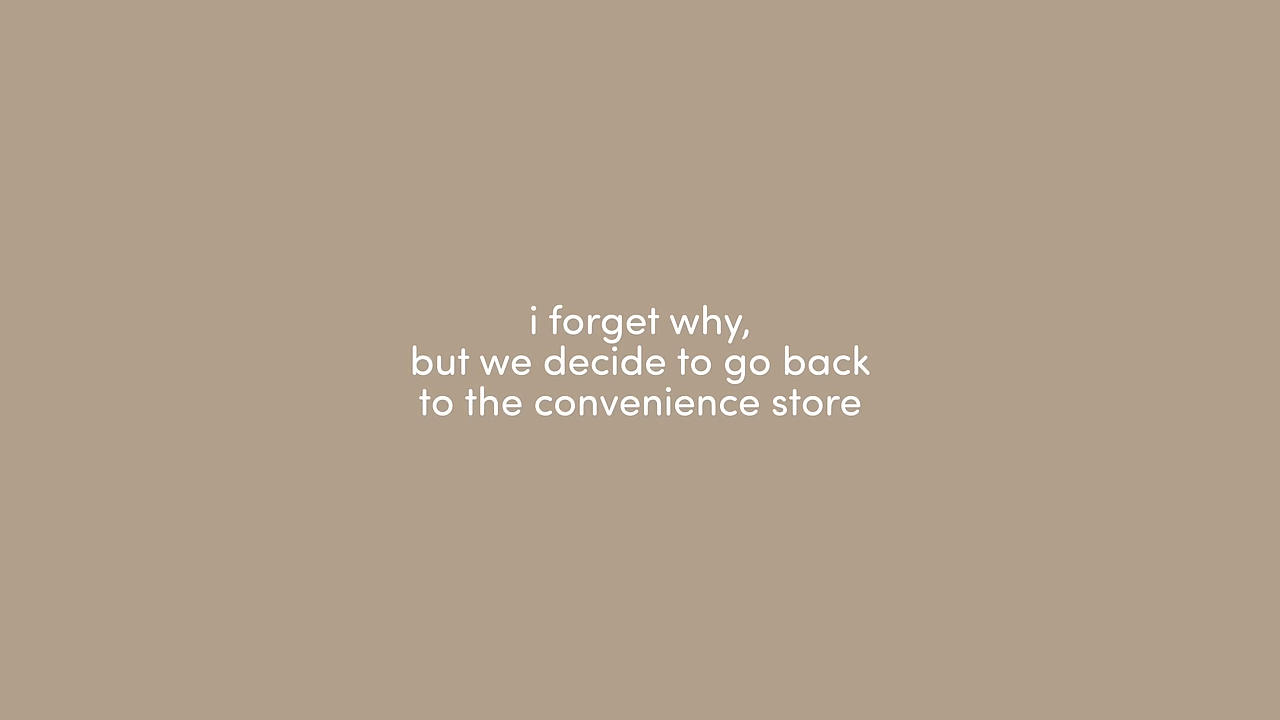 i forget why,
but we decide to go back
to the convenience store